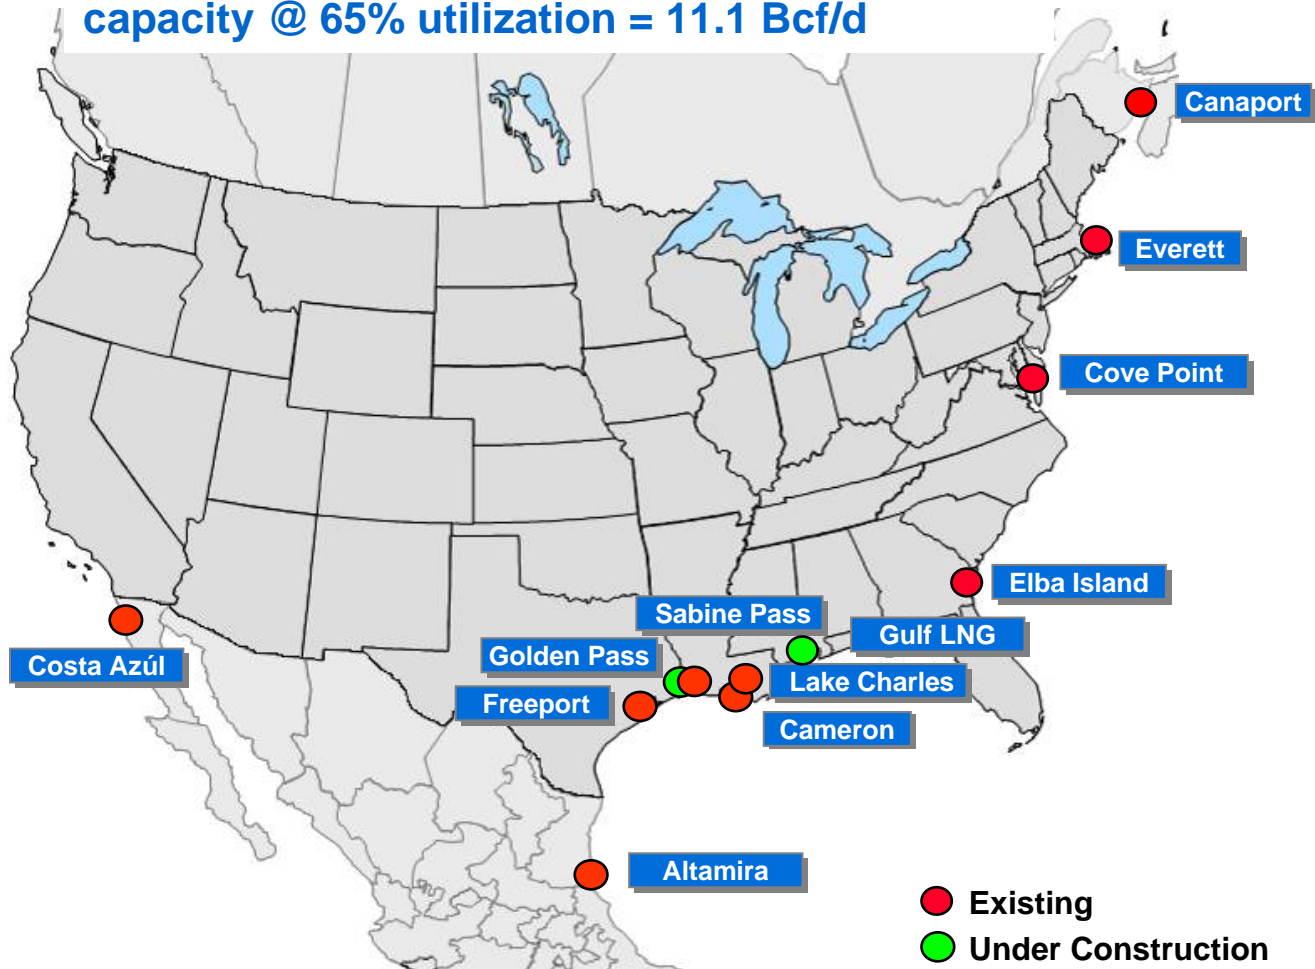 capacity @ 65% utilization = 11.1 Bcf/d
Canaport
Everett
Cove Point
Elba Island
Sabine Pass
Gulf LNG
Golden Pass
Costa Azúl
Lake Charles
Freeport
Cameron
Altamira
Existing
Under Construction